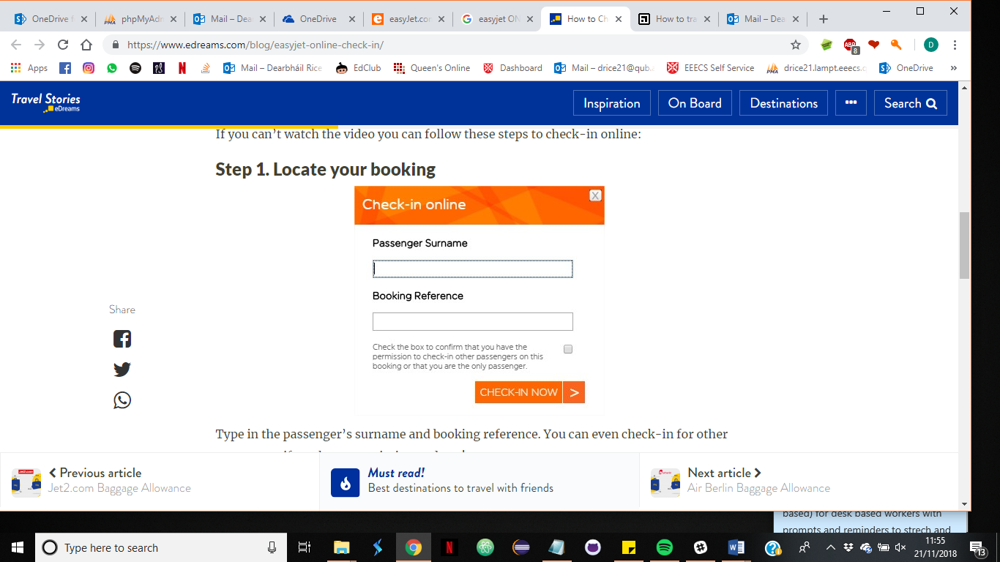 OneDrive f
phpMyAdm
Mail – Dea
OneDrive
easyJet.co
easyjet ON
How to Ch
How to tra
Mail – Dea
https://www.edreams.com/blog/easyjet-online-check-in/
ABP
8
D
Apps
Mail – Dearbháil Rice
EdClub
Queen's Online
Dashboard
Mail – drice21@qub.
EEECS Self Service
drice21.lampt.eeecs.q
OneDrive
Travel Stories
eDreams
Inspiration
On Board
Destinations
Search
If you can't watch the video you can follow these steps to check-in online:
Step 1. Locate your booking
Check-in online
X
Passenger Surname
Booking Reference
Check the box to confirm that you have the
permission to check-in other passengers on this
booking or that you are the only passenger.
CHECK-IN NOW >
Share
Type in the passenger's surname and booking reference. You can even check-in for other
Previous article
Jet2.com Baggage Allowance
Must read!
Best destinations to travel with friends
Next article
Air Berlin Baggage Allowance
based) for desk based workers with
prompts and reminders to strech and
Type here to search
11:55
21/11/2018
13